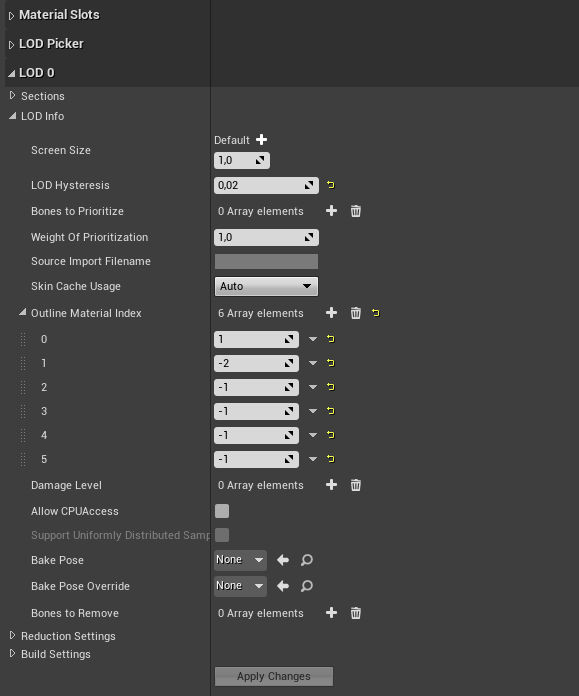 Material Slots
LOD Picker
LOD 0
Sections
LOD Info
Default
Screen Size
1,0
LOD Hysteresis 0,02
Bones to Prioritize 0 Array elements
Weight Of Prioritization 1,0
Source Import Filename
Skin Cache Usage Auto
Outline Material Index 6 Array elements
0 1
1 -2
2 -1
3 -1
4 -1
5 -1
Damage Level 0 Array elements
Allow CPUAccess
Support Uniformly Distributed Samp
Bake Pose None
Bake Pose Override None
Bones to Remove 0 Array elements
Reduction Settings
Build Settings
Apply Changes